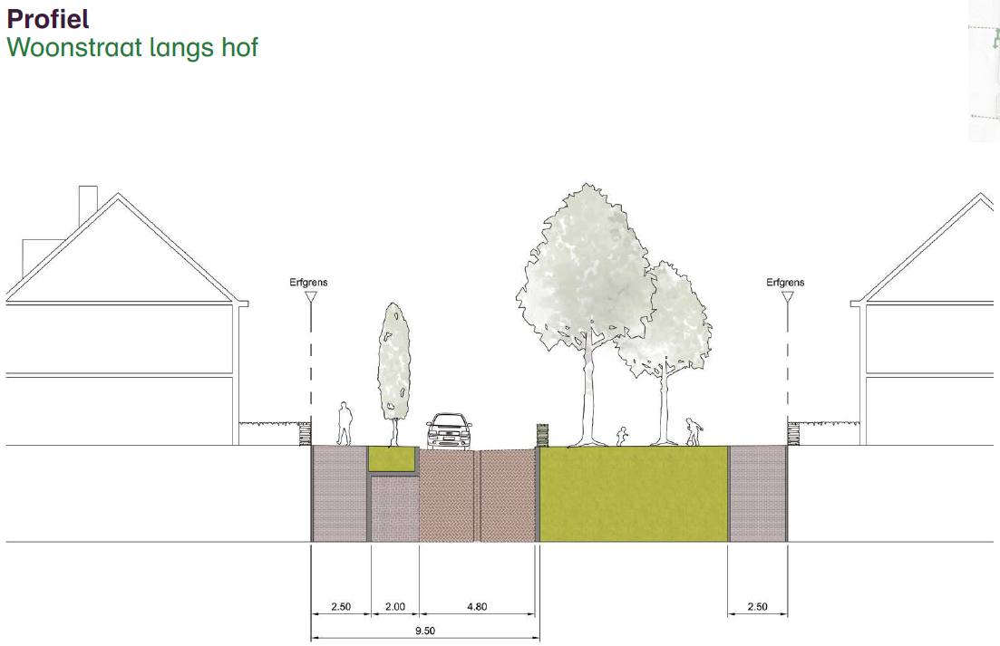 Profiel
Woonstraat langs hof
Erfgrens
Erfgrens
2.50
2.00
4.80
2.50
9.50